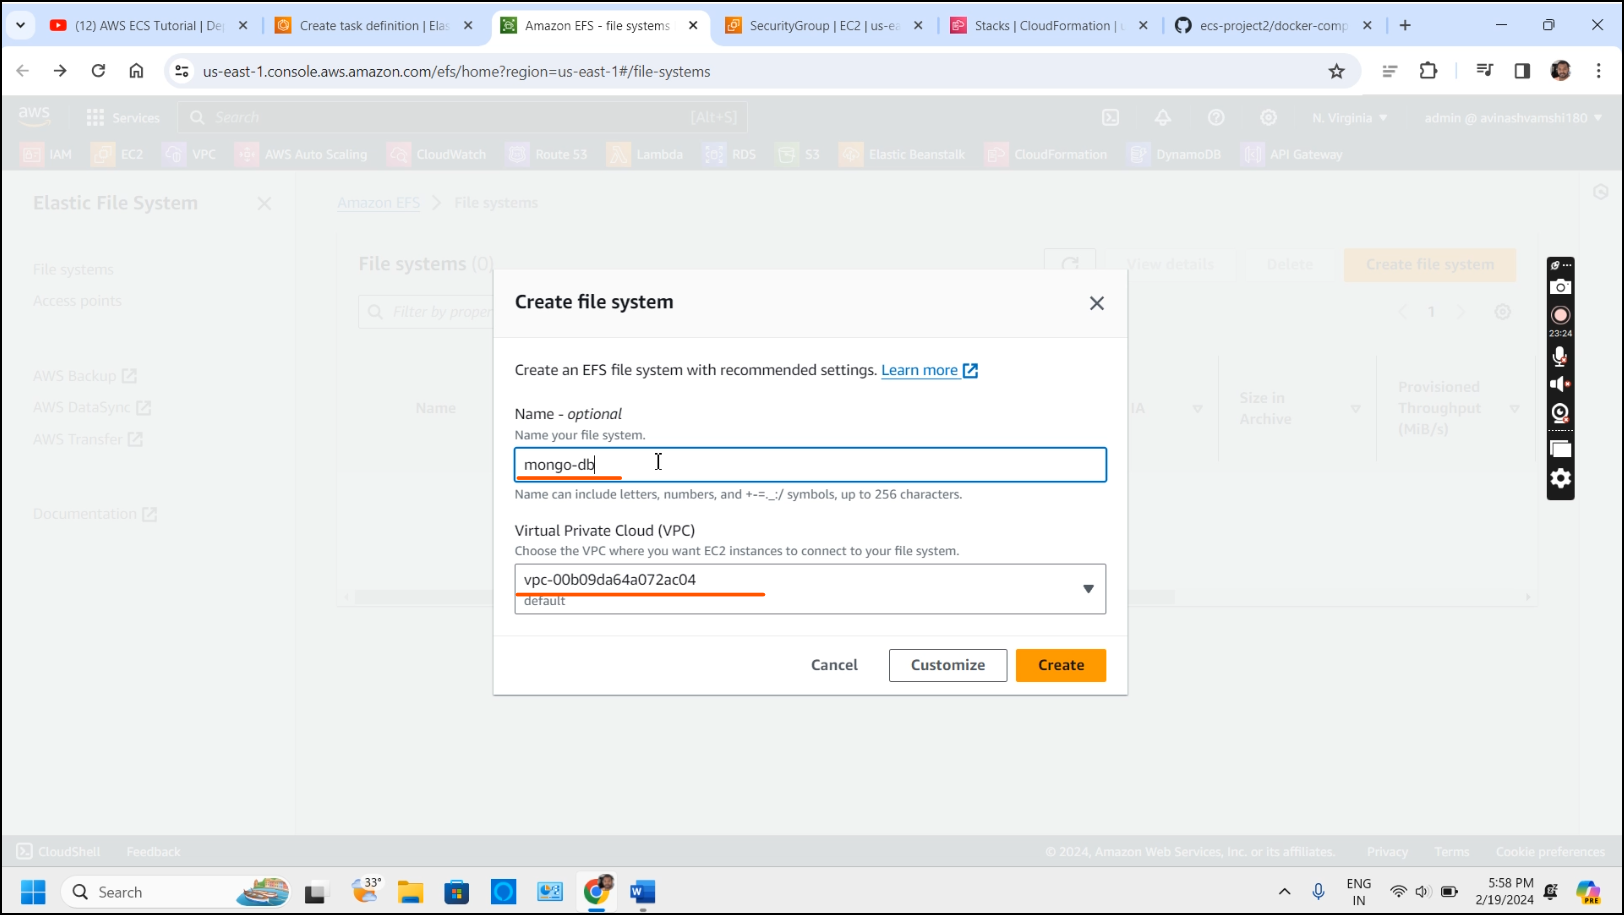 (12) AWS ECS Tutorial | De
Create task definition | Elas
Amazon EFS - file systems
SecurityGroup | EC2 | us-ea
Stacks | CloudFormation |
ecs-project2/docker-comp
us-east-1.console.aws.amazon.com/efs/home?region=us-east-1#/file-systems
aws
Services
Search
[Alt+S]
N. Virginia
admin @ avinashvamshi180
IAM
EC2
VPC
AWS Auto Scaling
CloudWatch
Route 53
Lambda
RDS
S3
Elastic Beanstalk
CloudFormation
DynamoDB
API Gateway
Elastic File System
File systems
Access points
AWS Backup
AWS DataSync
AWS Transfer
Documentation
Amazon EFS
File systems
File systems (0)
View details
Delete
Create file system
Filter by proper
1
Name
IA
Size in
Archive
Provisioned
Throughput
(MiB/s)
Create file system
Create an EFS file system with recommended settings. Learn more
Name - optional
Name your file system.
mongo-db
Name can include letters, numbers, and +-=._:/ symbols, up to 256 characters.
Virtual Private Cloud (VPC)
Choose the VPC where you want EC2 instances to connect to your file system.
vpc-00b09da64a072ac04
default
Cancel
Customize
Create
23:24
CloudShell
Feedback
© 2024, Amazon Web Services, Inc. or its affiliates.
Privacy
Terms
Cookie preferences
Search
33°
W
ENG
IN
5:58 PM
2/19/2024
PRE